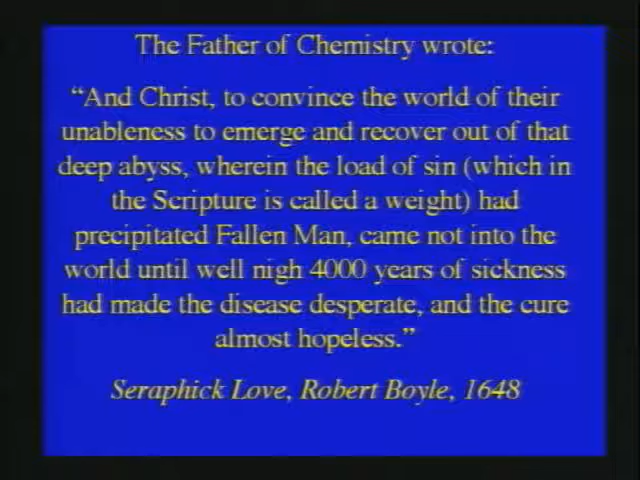 The Father of Chemistry wrote:
“And Christ, to convince the world of their
unableness to emerge and recover out of that
deep abyss, wherein the load of sin (which in
the Scripture is called a weight) had
precipitated Fallen Man, came not into the
world until well nigh 4000 years of sickness
had made the disease desperate, and the cure
almost hopeless.”
Seraphick Love, Robert Boyle, 1648